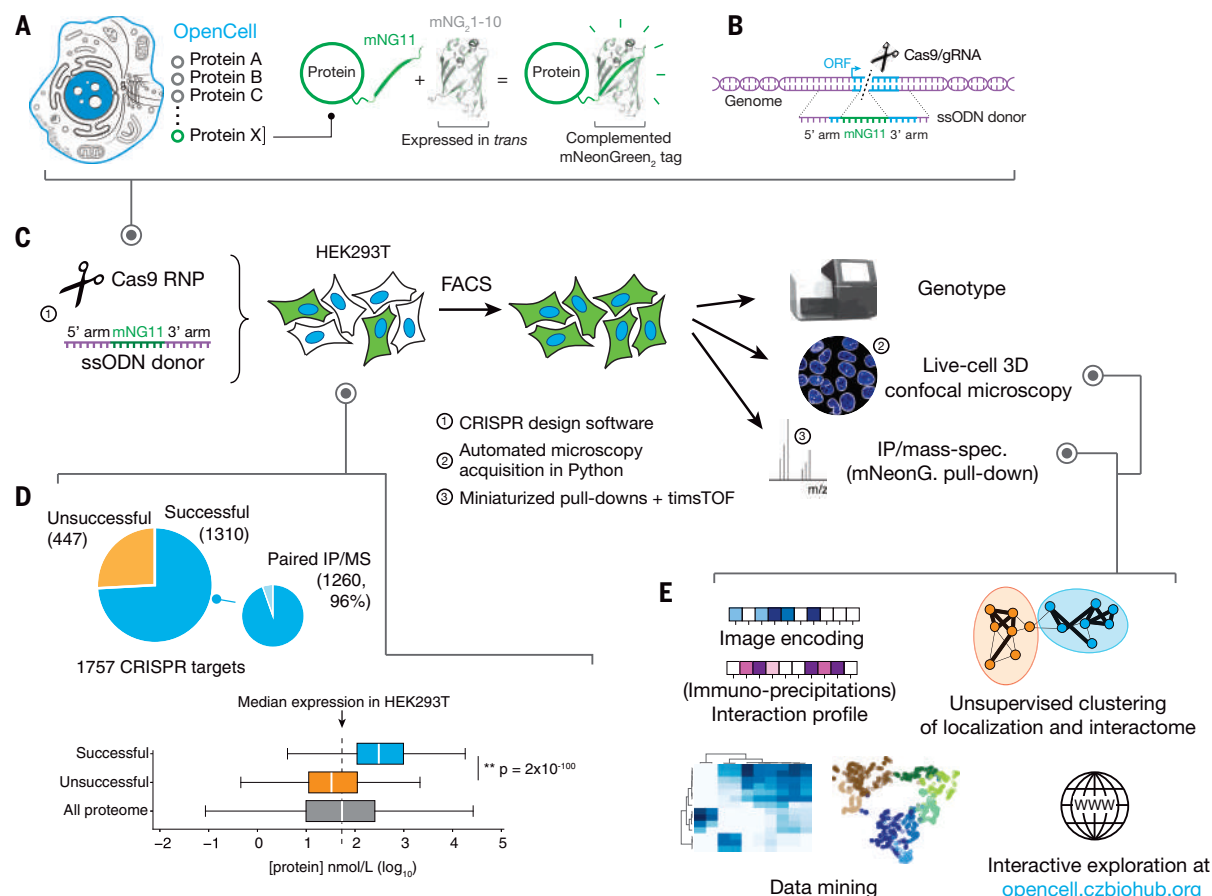 A
OpenCell
Protein A
Protein B
Protein C
Protein X]
Protein
mNG11
+
mNG₂1-10
=
Protein
Expressed in trans
Complemented
mNeonGreen₂ tag
B
Cas9/gRNA
ORF
Genome
ssODN donor
5’ arm mNG11 3’ arm
C
Cas9 RNP
1
5’ arm mNG11 3’ arm
ssODN donor
HEK293T
FACS
Genotype
2
Live-cell 3D
confocal microscopy
3
m/z
IP/mass-spec.
(mNeonG. pull-down)
1 CRISPR design software
2 Automated microscopy
acquisition in Python
3 Miniaturized pull-downs + timsTOF
D
Unsuccessful
(447)
Successful
(1310)
Paired IP/MS
(1260,
96%)
1757 CRISPR targets
Median expression in HEK293T
Successful
Unsuccessful
All proteome
** p = 2x10⁻¹⁰⁰
−2 −1 0 1 2 3 4 5
[protein] nmol/L (log₁₀)
E
Image encoding
(Immuno-precipitations)
Interaction profile
Unsupervised clustering
of localization and interactome
Data mining
WWW
Interactive exploration at
opencell.czbiohub.org